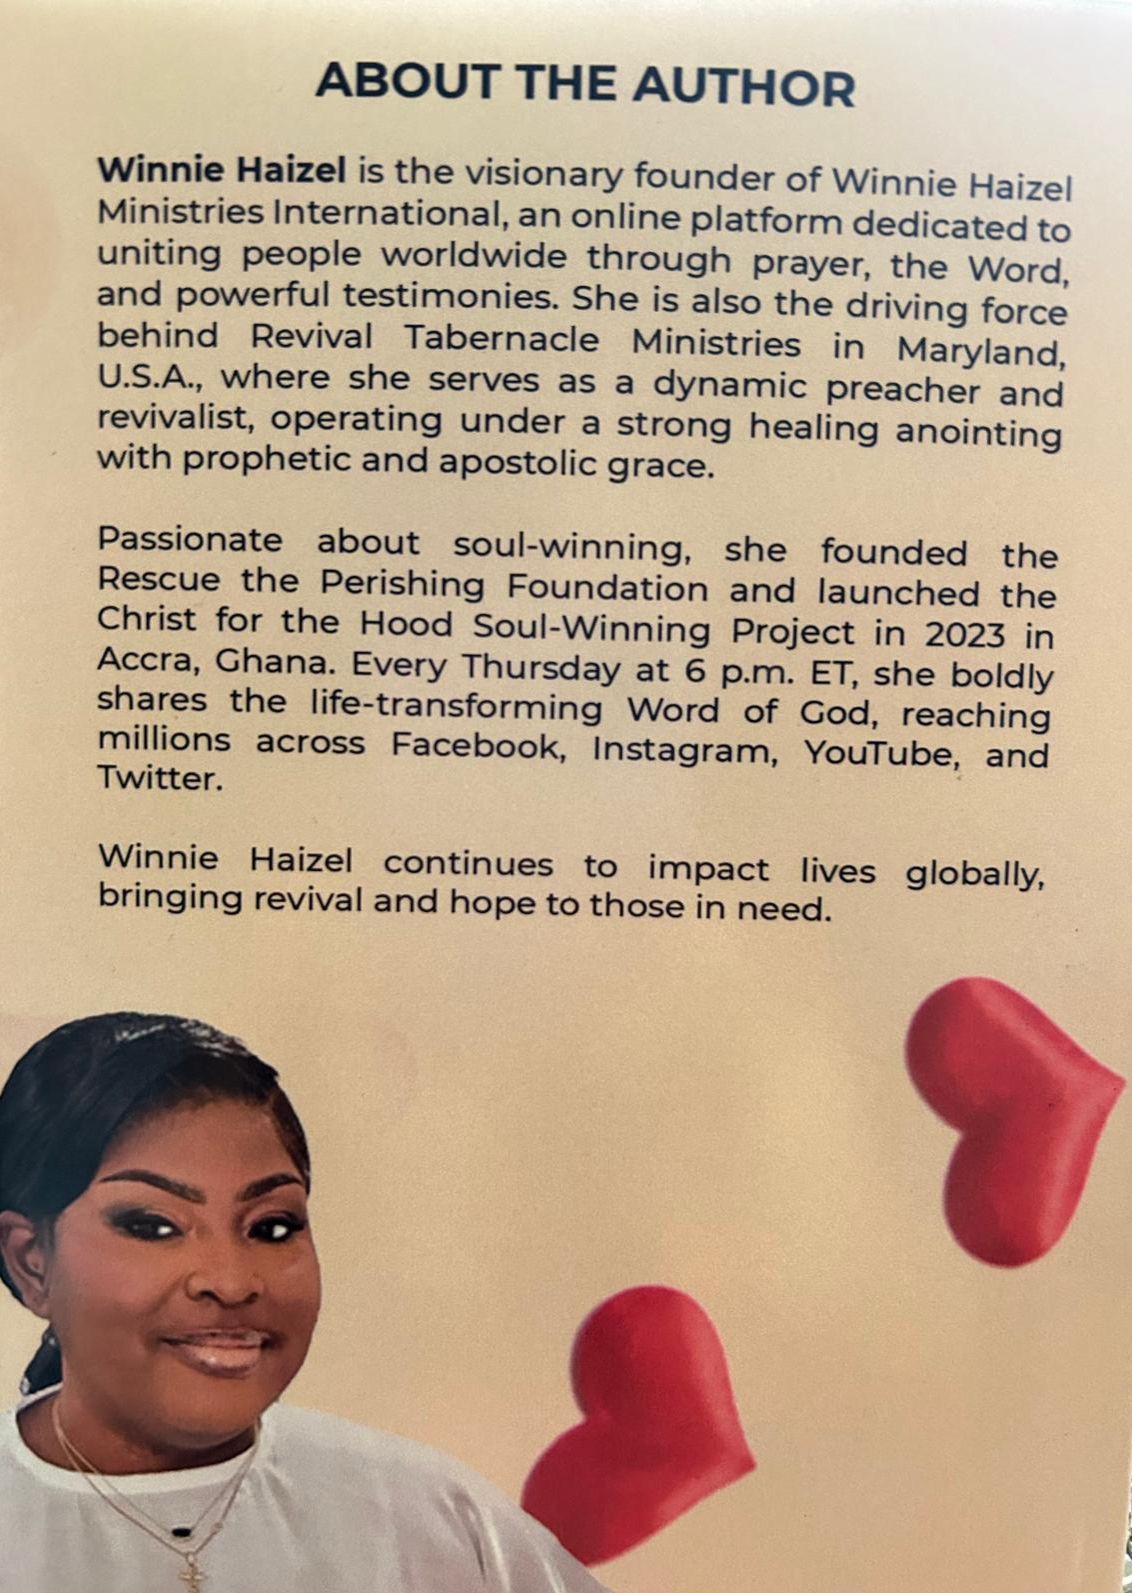 ABOUT THE AUTHOR
Winnie Haizel is the visionary founder of Winnie Haizel
Ministries International, an online platform dedicated to
uniting people worldwide through prayer, the Word,
and powerful testimonies. She is also the driving force
behind Revival Tabernacle Ministries in Maryland,
U.S.A., where she serves as a dynamic preacher and
revivalist, operating under a strong healing anointing
with prophetic and apostolic grace.
Passionate about soul-winning, she founded the
Rescue the Perishing Foundation and launched the
Christ for the Hood Soul-Winning Project in 2023 in
Accra, Ghana. Every Thursday at 6 p.m. ET, she boldly
shares the life-transforming Word of God, reaching
millions across Facebook, Instagram, YouTube, and
Twitter.
Winnie Haizel continues to impact lives globally,
bringing revival and hope to those in need.